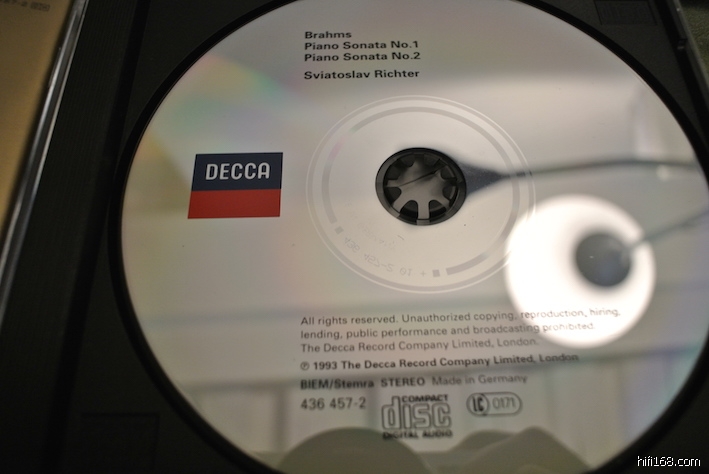 Brahms
Piano Sonata No.1
Piano Sonata No.2
Sviatoslav Richter
DECCA
All rights reserved. Unauthorized copying, reproduction, hiring,
lending, public performance and broadcasting prohibited.
The Decca Record Company Limited, London.
℗ 1993 The Decca Record Company Limited, London
BIEM/Stemra STEREO Made in Germany
436 457-2
COMPACT
disc
DIGITAL AUDIO
LC 0171
hifi168.com